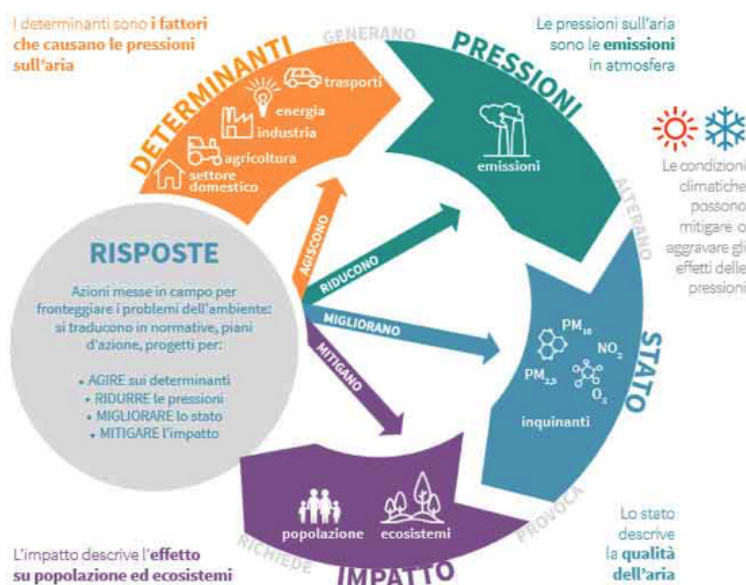 I determinanti sono i fattori
che causano le pressioni
sull'aria
DETERMINANTI
trasporti
energia
industria
agricoltura
settore
domestico
GENERANO
PRESSIONI
emissioni
Le pressioni sull'aria
sono le emissioni
in atmosfera
Le condizioni
climatiche
possono
mitigare o
aggravare gli
effetti delle
pressioni
ALTERANO
STATO
PM10
NO2
PM2,5
O3
inquinanti
Lo stato
descrive
la qualità
dell'aria
PROVOCA
IMPATTO
popolazione
ecosistemi
L'impatto descrive l'effetto
su popolazione ed ecosistemi
RICHIEDE
RISPOSTE
Azioni messe in campo per
fronteggiare i problemi dell'ambiente:
si traducono in normative, piani
d'azione, progetti per:
• AGIRE sui determinanti
• RIDURRE le pressioni
• MIGLIORARE lo stato
• MITIGARE l'impatto
AGISCONO
RIDUCONO
MIGLIORANO
MITIGANO